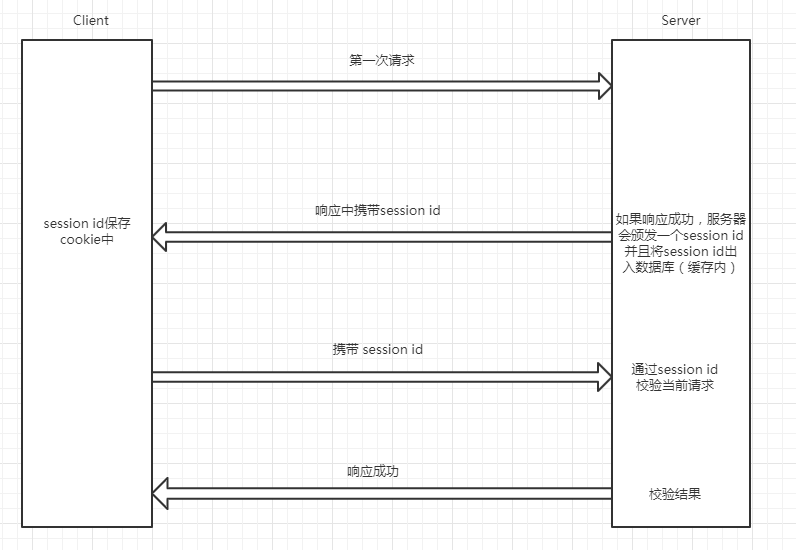 Client
Server
第一次请求
响应中携带session id
session id保存
cookie中
如果响应成功，服务器
会颁发一个session id
并且将session id出
入数据库（缓存内）
携带 session id
通过session id
校验当前请求
响应成功
校验结果